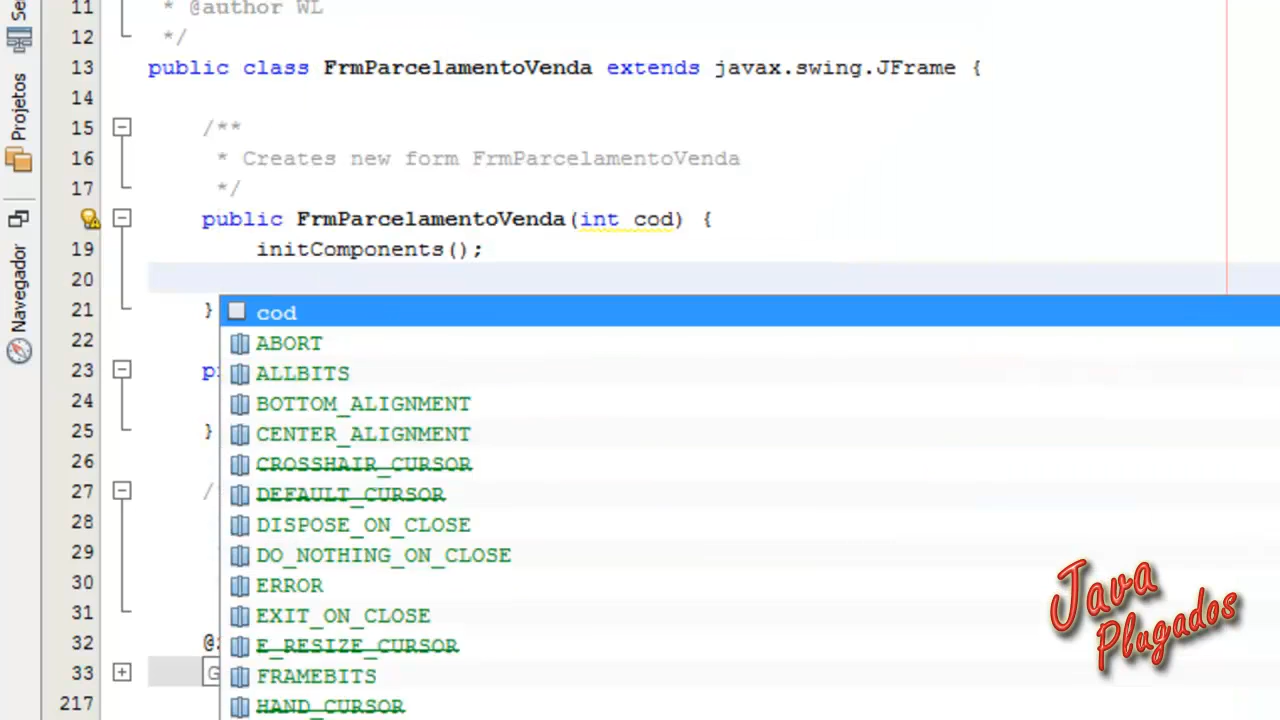 11 * @author WL
12 */
13 public class FrmParcelamentoVenda extends javax.swing.JFrame {
14
15 /**
16 * Creates new form FrmParcelamentoVenda
17 */
public FrmParcelamentoVenda(int cod) {
19 initComponents();
20
21 } cod
22 ABORT
23 ALLBITS
24 BOTTOM_ALIGNMENT
25 } CENTER_ALIGNMENT
26 CROSSHAIR_CURSOR
27 / DEFAULT_CURSOR
28 DISPOSE_ON_CLOSE
29 DO_NOTHING_ON_CLOSE
30 ERROR
31 EXIT_ON_CLOSE
32 E_RESIZE_CURSOR
33 G FRAMEBITS
217 HAND_CURSOR
Projetos
Navegador
Java
Plugados